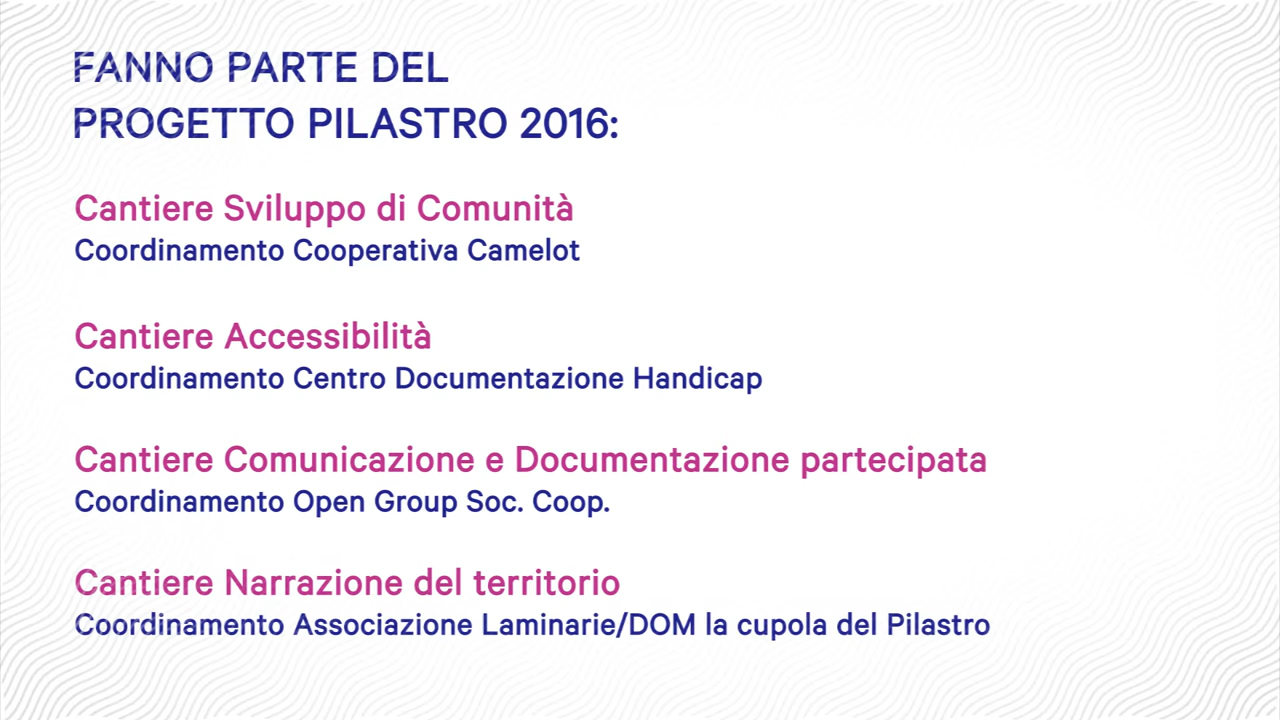 FANNO PARTE DEL
PROGETTO PILASTRO 2016:
Cantiere Sviluppo di Comunità
Coordinamento Cooperativa Camelot
Cantiere Accessibilità
Coordinamento Centro Documentazione Handicap
Cantiere Comunicazione e Documentazione partecipata
Coordinamento Open Group Soc. Coop.
Cantiere Narrazione del territorio
Coordinamento Associazione Laminarie/DOM la cupola del Pilastro